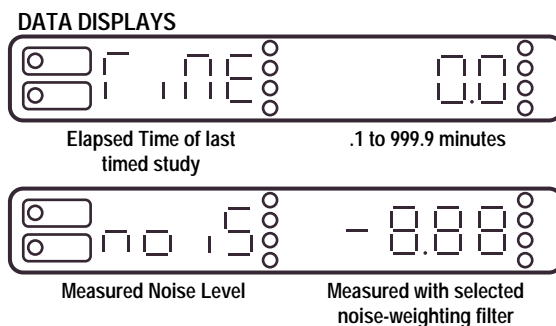 DATA DISPLAYS
TiME 0.0
Elapsed Time of last
timed study
.1 to 999.9 minutes
noiS -8.88
Measured Noise Level
Measured with selected
noise-weighting filter